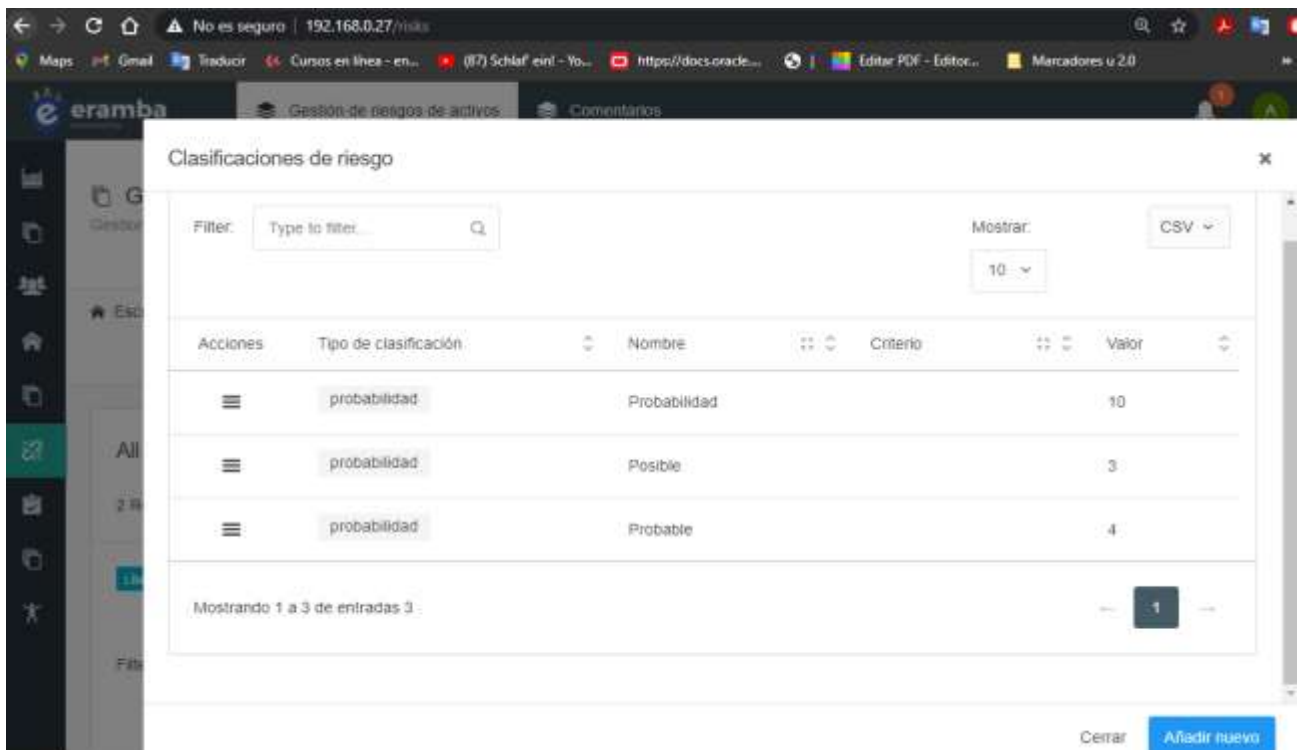 No es seguro | 192.168.0.27/risks
Maps Gmail Traducir Cursos en línea - en... (87) Schlaf' ein! - Yo... https://docs.oracle.... Editar PDF - Editor... Marcadores u 2.0 »
eramba Gestión de riesgos de activos Comentarios 1 A
Clasificaciones de riesgo
G
Filter: Type to filter... Mostrar: CSV
10
Acciones Tipo de clasificación Nombre Criterio Valor
probabilidad Probabilidad 10
All probabilidad Posible 3
probabilidad Probable 4
Mostrando 1 a 3 de entradas 3 1
Cerrar Añadir nuevo